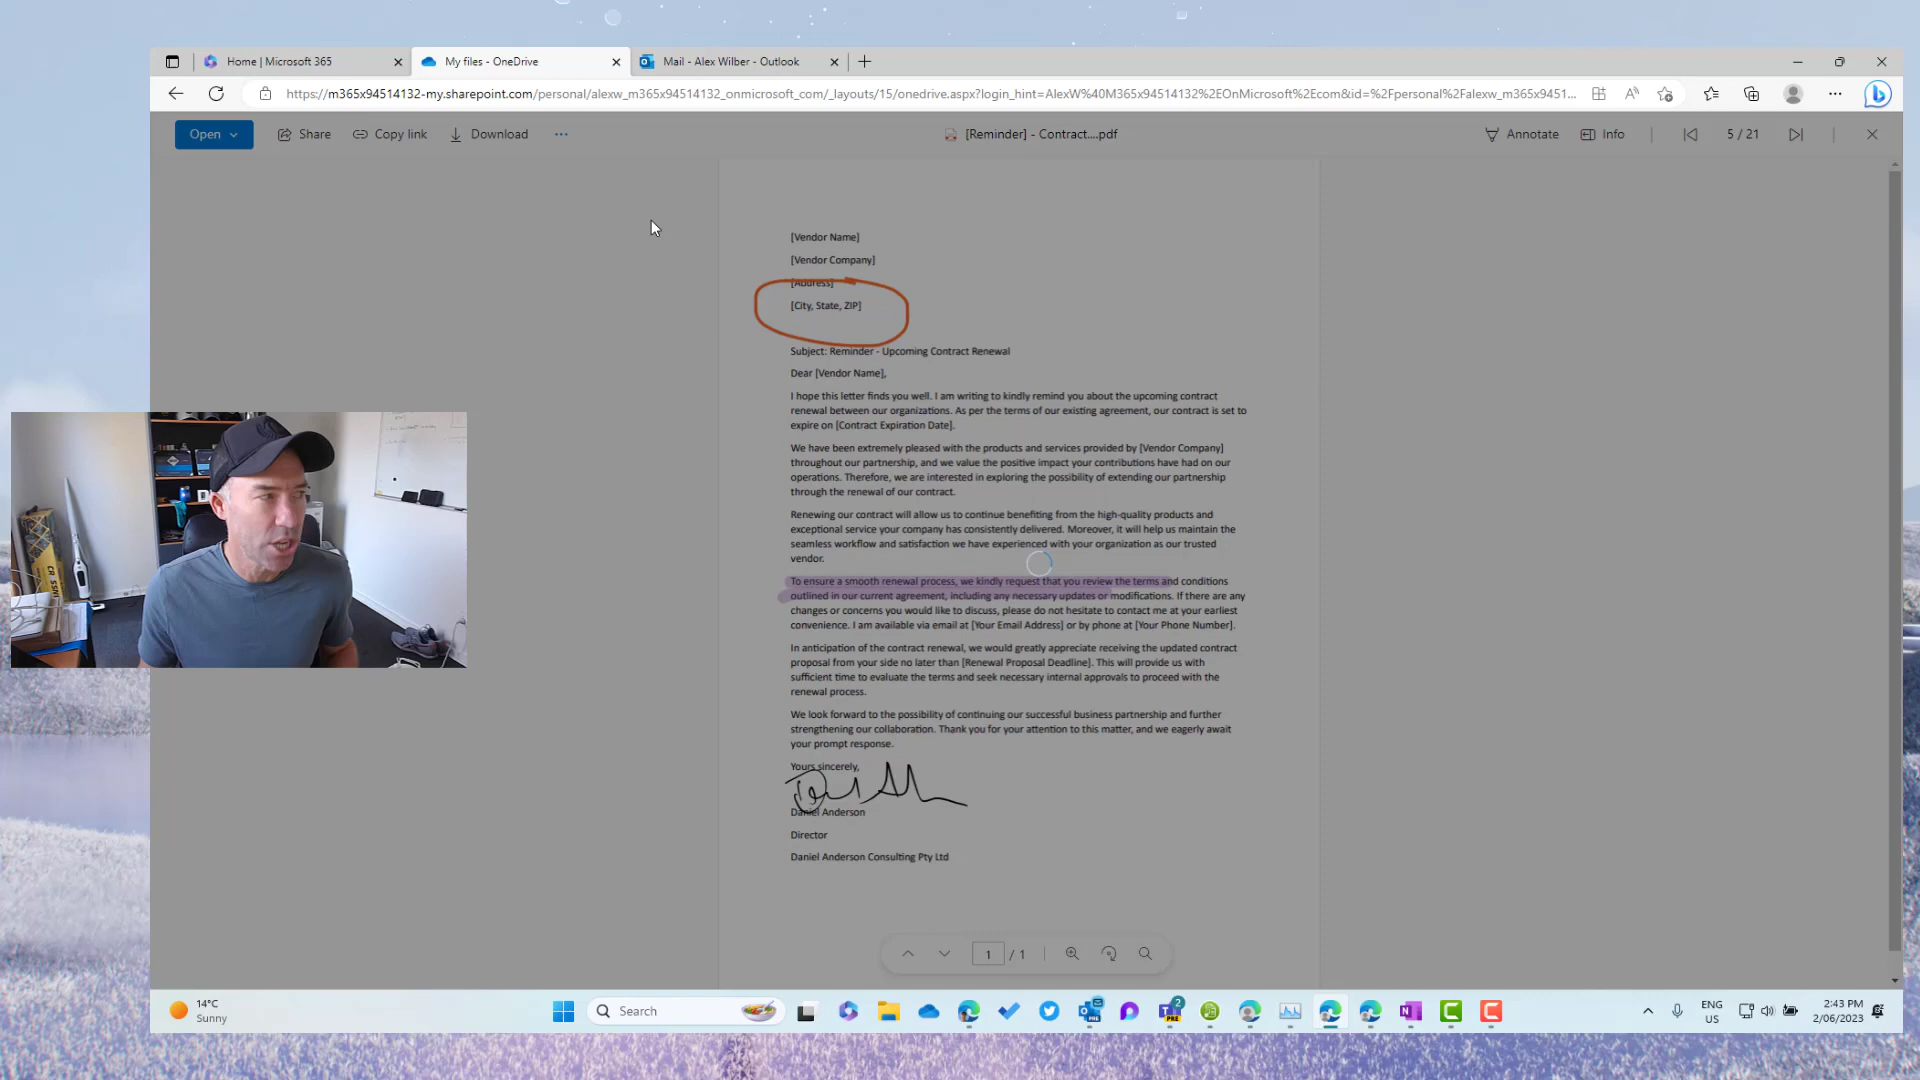 Home | Microsoft 365
My files - OneDrive
Mail - Alex Wilber - Outlook
https://m365x94514132-my.sharepoint.com/personal/alexw_m365x94514132_onmicrosoft_com/_layouts/15/onedrive.aspx?login_hint=AlexW%40M365x94514132%2EOnMicrosoft%2Ecom&id=%2Fpersonal%2Falexw_m365x9451...
Open
Share
Copy link
Download
[Reminder] - Contract....pdf
Annotate
Info
5 / 21
[Vendor Name]
[Vendor Company]
[Address]
[City, State, ZIP]
Subject: Reminder - Upcoming Contract Renewal
Dear [Vendor Name],
I hope this letter finds you well. I am writing to kindly remind you about the upcoming contract
renewal between our organizations. As per the terms of our existing agreement, our contract is set to
expire on [Contract Expiration Date].
We have been extremely pleased with the products and services provided by [Vendor Company]
throughout our partnership, and we value the positive impact your contributions have had on our
operations. Therefore, we are interested in exploring the possibility of extending our partnership
through the renewal of our contract.
Renewing our contract will allow us to continue benefiting from the high-quality products and
exceptional service your company has consistently delivered. Moreover, it will help us maintain the
seamless workflow and satisfaction we have experienced with your organization as our trusted
vendor.
To ensure a smooth renewal process, we kindly request that you review the terms and conditions
outlined in our current agreement, including any necessary updates or modifications. If there are any
changes or concerns you would like to discuss, please do not hesitate to contact me at your earliest
convenience. I am available via email at [Your Email Address] or by phone at [Your Phone Number].
In anticipation of the contract renewal, we would greatly appreciate receiving the updated contract
proposal from your side no later than [Renewal Proposal Deadline]. This will provide us with
sufficient time to evaluate the terms and seek necessary internal approvals to proceed with the
renewal process.
We look forward to the possibility of continuing our successful business partnership and further
strengthening our collaboration. Thank you for your attention to this matter, and we eagerly await
your prompt response.
Yours sincerely,
Daniel Anderson
Director
Daniel Anderson Consulting Pty Ltd
1 / 1
14°C
Sunny
Search
PRE
2
PRE
ENG
US
2:43 PM
2/06/2023